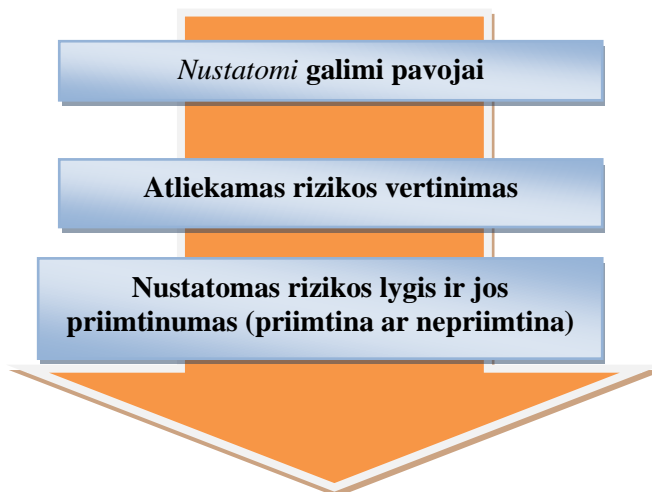 Nustatomi galimi pavojai
Atliekamas rizikos vertinimas
Nustatomas rizikos lygis ir jos
priimtinumas (priimtina ar nepriimtina)